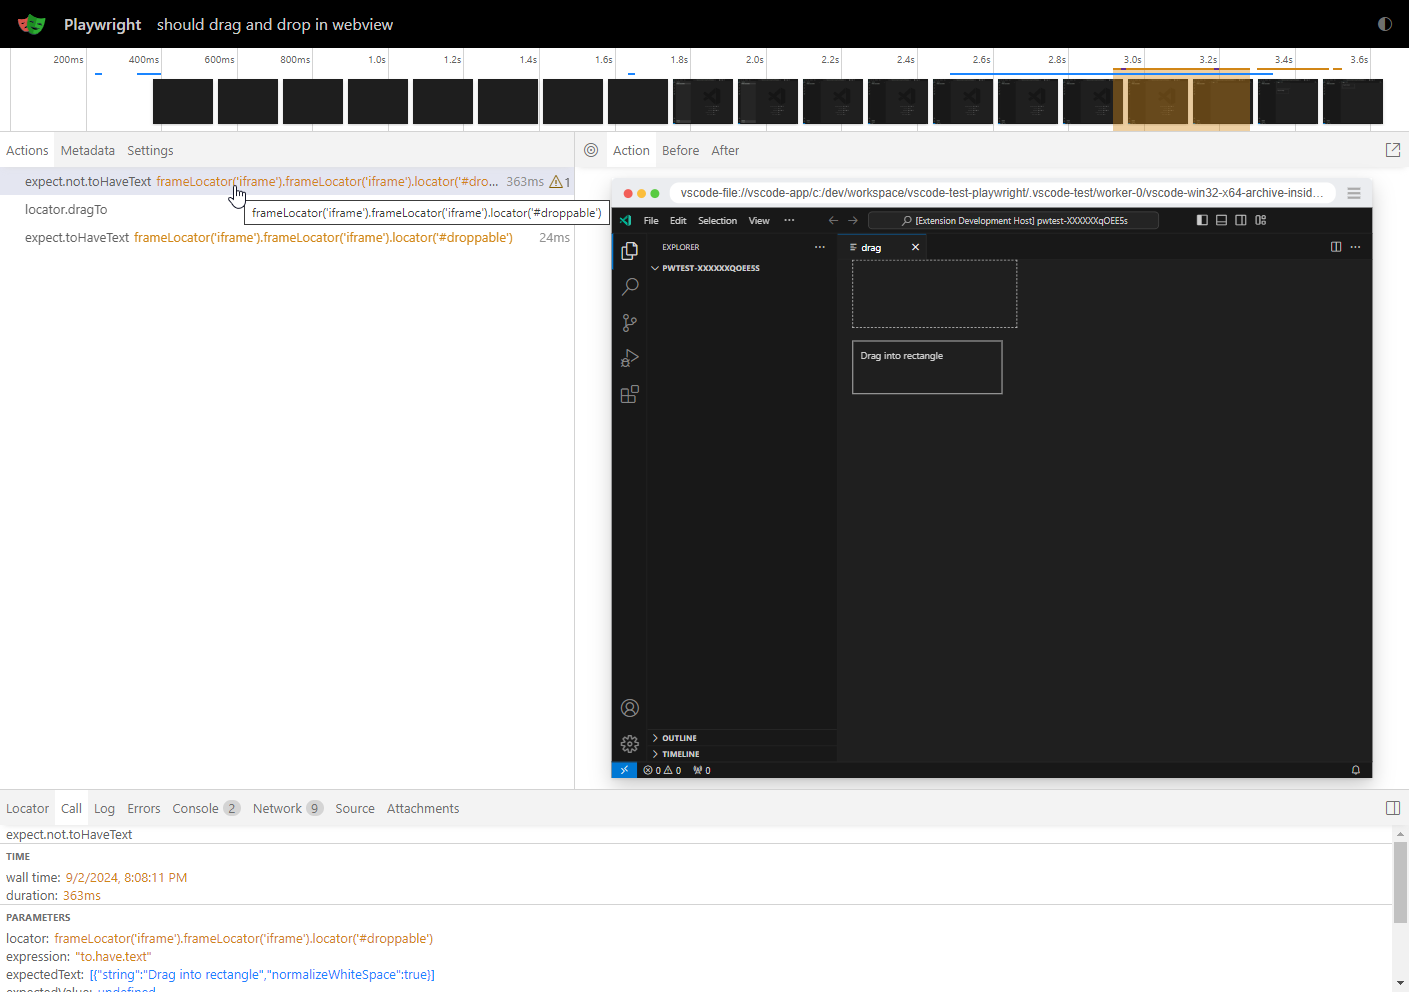 Playwright should drag and drop in webview
200ms 400ms 600ms 800ms 1.0s 1.2s 1.4s 1.6s 1.8s 2.0s 2.2s 2.4s 2.6s 2.8s 3.0s 3.2s 3.4s 3.6s
Actions Metadata Settings
expect.not.toHaveText frameLocator('iframe').frameLocator('iframe').locator('#dro... 363ms 1
frameLocator('iframe').frameLocator('iframe').locator('#droppable')
locator.dragTo
expect.toHaveText frameLocator('iframe').frameLocator('iframe').locator('#droppable') 24ms
Action Before After
vscode-file://vscode-app/c:/dev/workspace/vscode-test-playwright/.vscode-test/worker-0/vscode-win32-x64-archive-insid...
File Edit Selection View ··· [Extension Development Host] pwtest-XXXXXXqOEE5s
EXPLORER ···
PWTEST-XXXXXXQOEE5S
drag
Drag into rectangle
OUTLINE
TIMELINE
0 0 0
Locator Call Log Errors Console 2 Network 9 Source Attachments
expect.not.toHaveText
TIME
wall time: 9/2/2024, 8:08:11 PM
duration: 363ms
PARAMETERS
locator: frameLocator('iframe').frameLocator('iframe').locator('#droppable')
expression: "to.have.text"
expectedText: [{"string":"Drag into rectangle","normalizeWhiteSpace":true}]
expectedValue: undefined